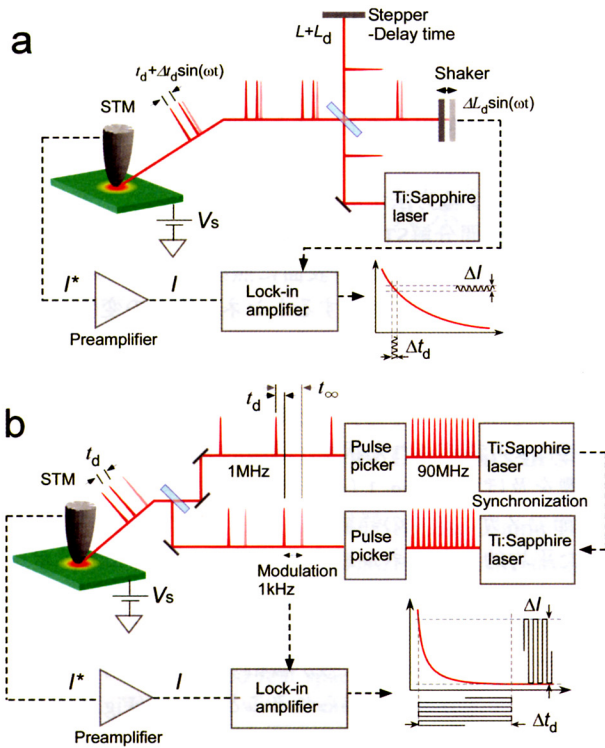 a
L+Ld
Stepper
-Delay time
td+Δtdsin(ωt)
Shaker
ΔLdsin(ωt)
STM
Ti:Sapphire
laser
Vs
I*
I
Preamplifier
Lock-in
amplifier
ΔI
Δtd
b
td
t∞
STM
td
1MHz
Pulse
picker
90MHz
Ti:Sapphire
laser
Synchronization
Pulse
picker
Ti:Sapphire
laser
Modulation
1kHz
Vs
I*
I
Preamplifier
Lock-in
amplifier
ΔI
Δtd